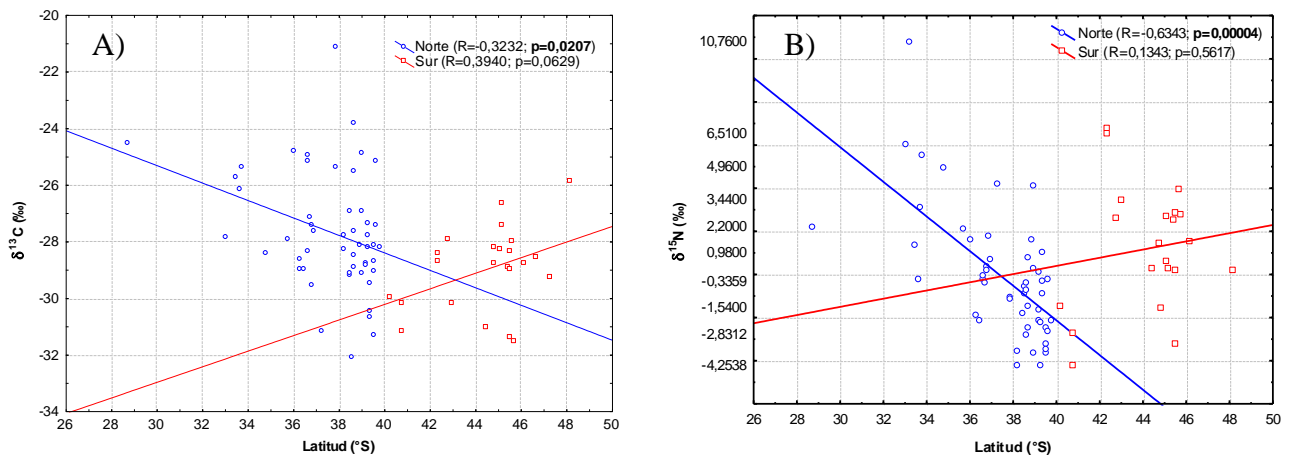 A)
Norte (R=-0,3232; p=0,0207)
Sur (R=0,3940; p=0,0629)
-20
-22
-24
-26
-28
-30
-32
-34
δ13C (‰)
26 28 30 32 34 36 38 40 42 44 46 48 50
Latitud (°S)
B)
Norte (R=-0,6343; p=0,00004)
Sur (R=0,1343; p=0,5617)
10,7600
6,5100
4,9600
3,4400
2,2900
0,9800
-0,3359
-1,5400
-2,8312
-4,2538
δ15N (‰)
26 28 30 32 34 36 38 40 42 44 46 48 50
Latitud (°S)